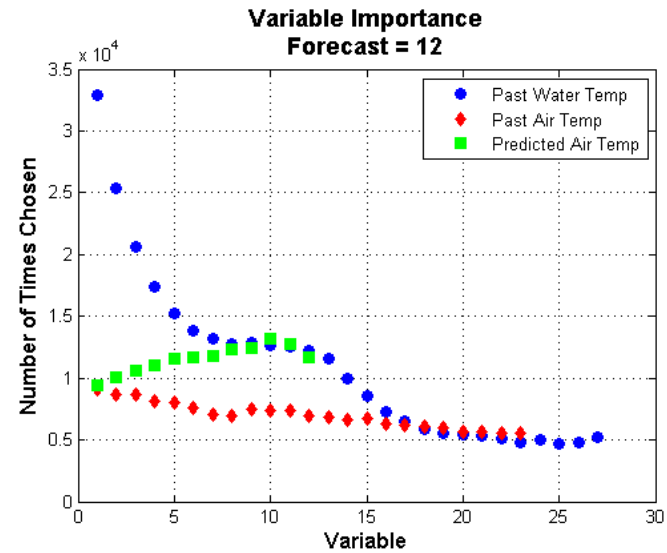 Variable Importance
Forecast = 12
x 10^4
3.5
3
2.5
2
1.5
1
0.5
0
0 5 10 15 20 25 30
Number of Times Chosen
Variable
Past Water Temp
Past Air Temp
Predicted Air Temp